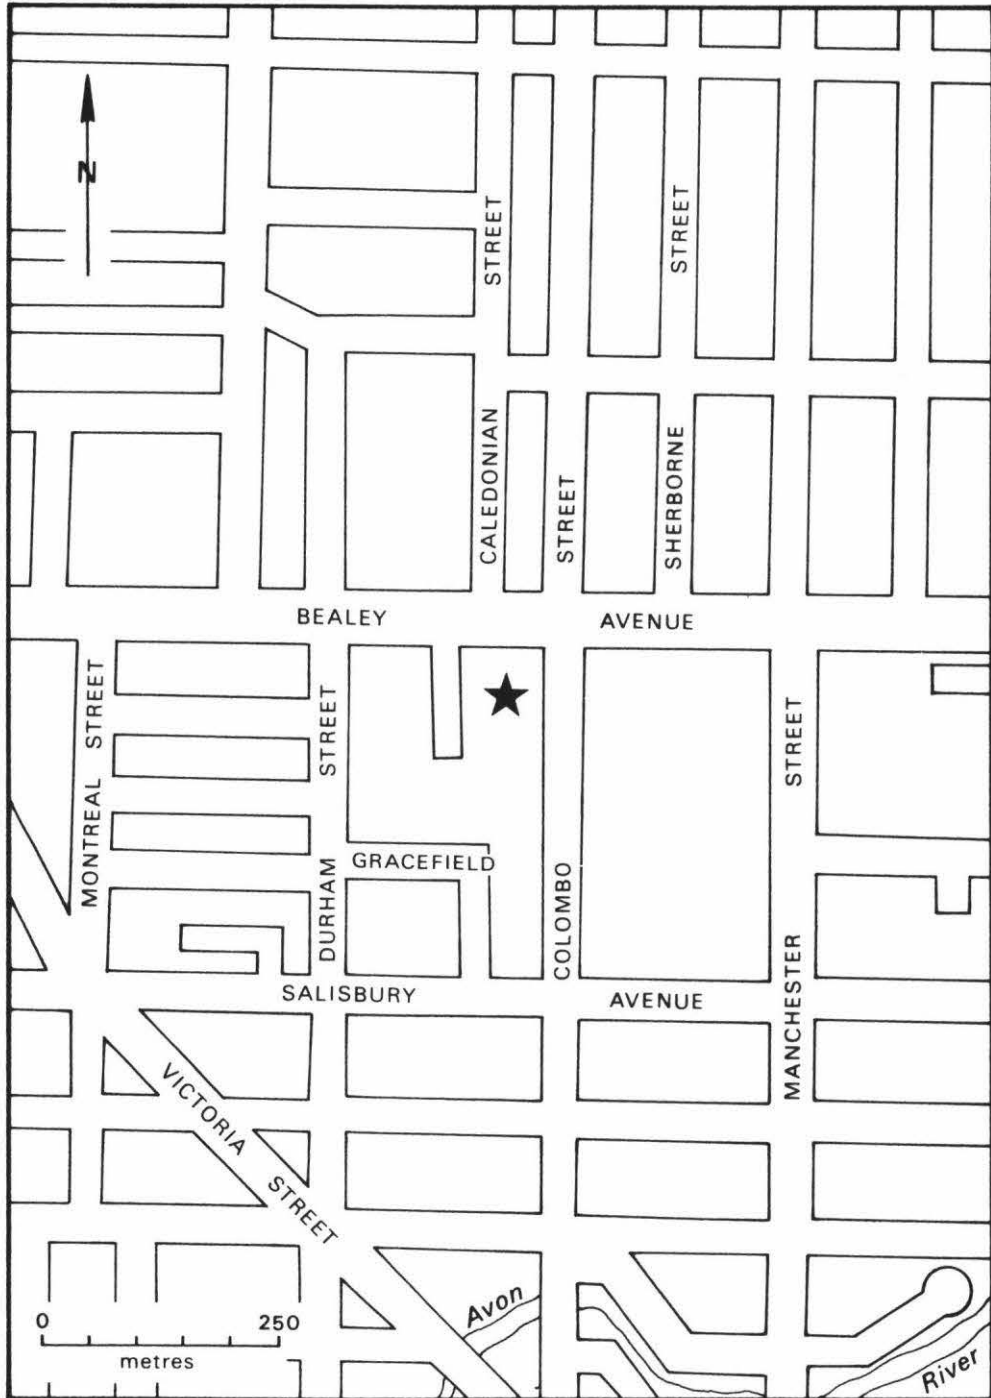 N
STREET
STREET
CALEDONIAN
STREET
SHERBORNE
BEALEY
AVENUE
MONTREAL STREET
STREET
STREET
DURHAM
GRACEFIELD
COLOMBO
MANCHESTER
SALISBURY
AVENUE
VICTORIA STREET
Avon
River
0 250
metres